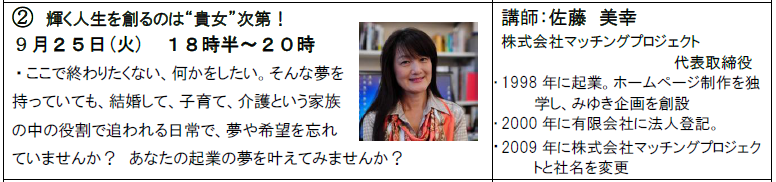 ② 輝く人生を創るのは“貴女”次第！
９月２５日（火） １８時半～２０時
・ここで終わりたくない、何かをしたい。そんな夢を
持っていても、結婚して、子育て、介護という家族
の中の役割で追われる日常で、夢や希望を忘れ
ていませんか？ あなたの起業の夢を叶えてみませんか？
講師：佐藤 美幸
株式会社マッチングプロジェクト
代表取締役
・1998 年に起業。ホームページ制作を独
学し、みゆき企画を創設
・2000 年に有限会社に法人登記。
・2009 年に株式会社マッチングプロジェク
トと社名を変更